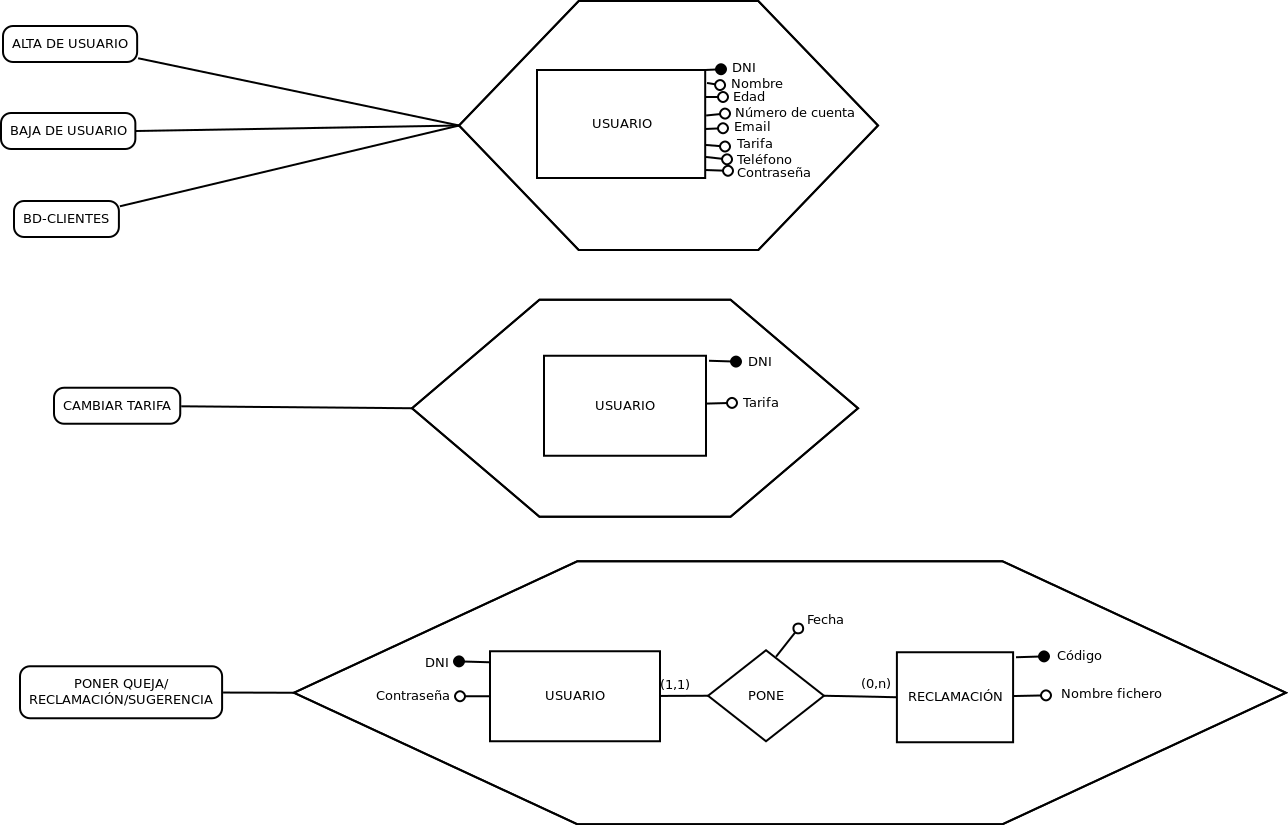 ALTA DE USUARIO
BAJA DE USUARIO
BD-CLIENTES
USUARIO
DNI
Nombre
Edad
Número de cuenta
Email
Tarifa
Teléfono
Contraseña
CAMBIAR TARIFA
USUARIO
DNI
Tarifa
PONER QUEJA/
RECLAMACIÓN/SUGERENCIA
DNI
Contraseña
USUARIO
(1,1)
PONE
Fecha
(0,n)
RECLAMACIÓN
Código
Nombre fichero